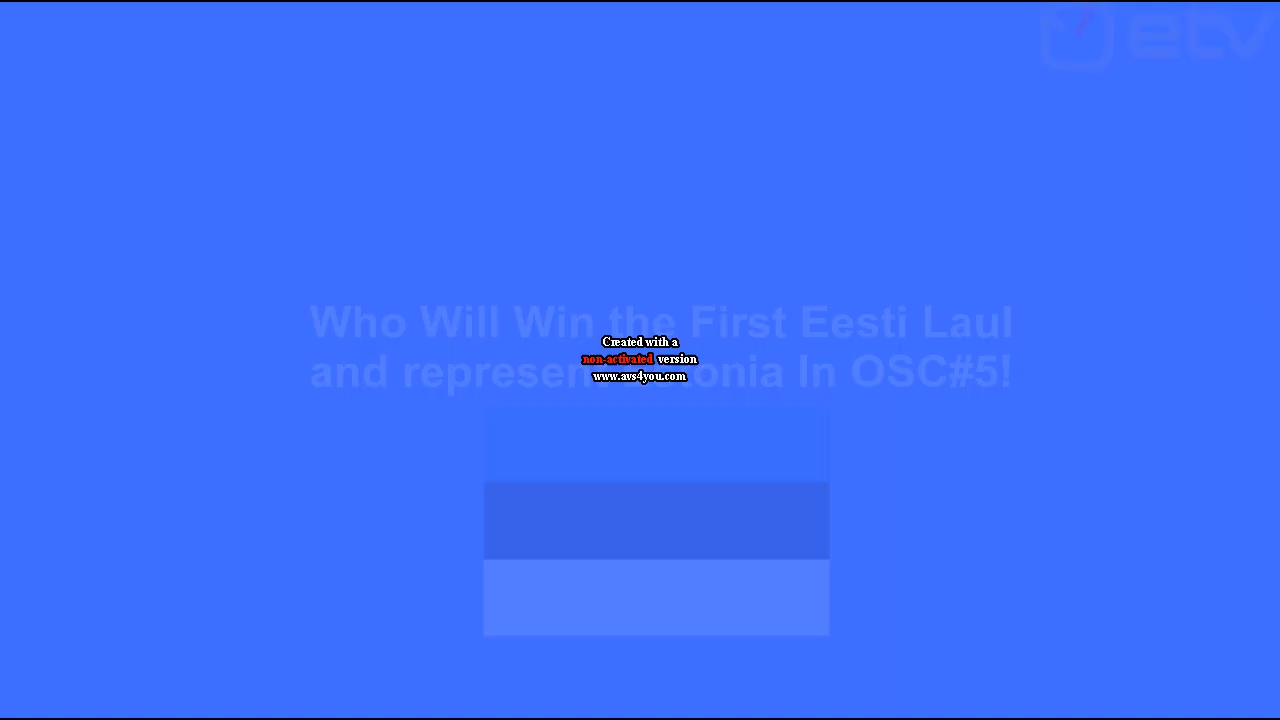 etv
Who Will Win the First Eesti Laul
and represen onia In OSC#5!
Created with a
non-activated version
www.avs4you.com